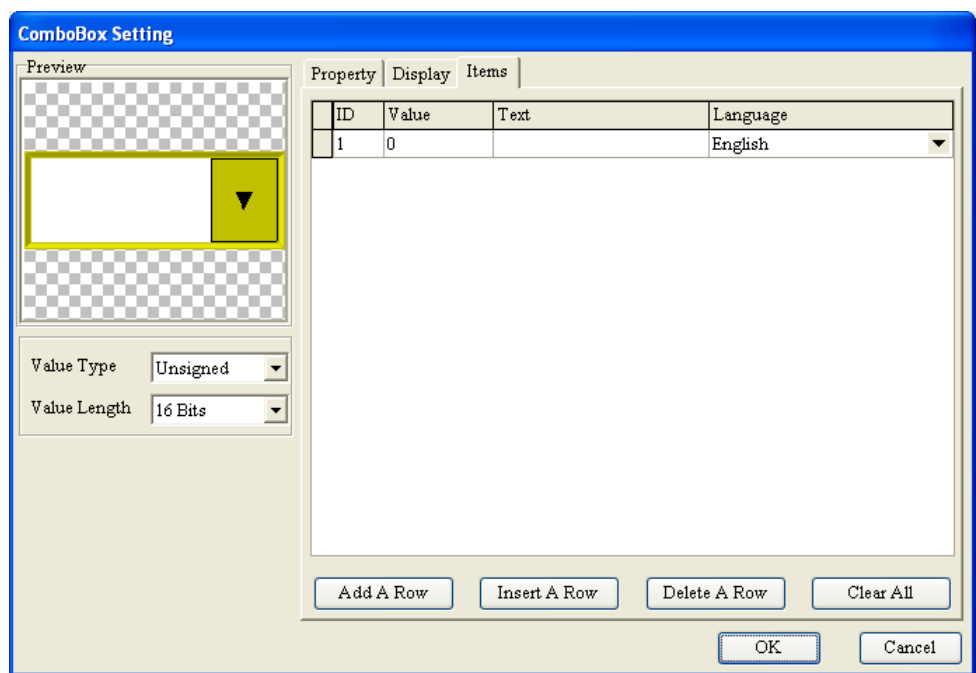 ComboBox Setting
Preview
Property Display Items
ID Value Text Language
1 0 English
Value Type Unsigned
Value Length 16 Bits
Add A Row Insert A Row Delete A Row Clear All
OK Cancel